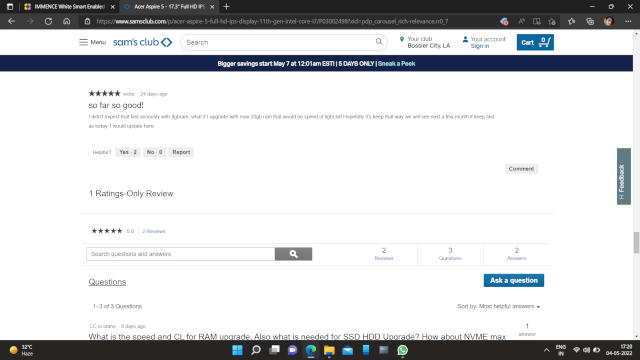 IMMENCE White Smart Enable
Acer Aspire 5 - 17.3" Full HD IPS
https://www.samsclub.com/p/acer-aspire-5-full-hd-ips-display-11th-gen-intel-core-i7/P03002498?xid=pdp_carousel_rich-relevance.rr0_7
Menu sam's club Search Your club Bossier City, LA Your account Sign in Cart 0
Bigger savings start May 7 at 12:01am EST! | 5 DAYS ONLY | Sneak a Peek
victor · 24 days ago
so far so good!
I didn't expect that fast seriously with 8gbram, what if I upgrade with max 20gb ram that would be speed of light lol! Hopefully it's keep that way we will see next a few month if keep fast
as today, I would update here.
Helpful? Yes · 2 No · 0 Report
Comment
Feedback
1 Ratings-Only Review
5.0 | 2 Reviews
Search questions and answers
2 Reviews
3 Questions
2 Answers
Questions
Ask a question
1–3 of 3 Questions
Sort by: Most helpful answers
CC in idaho · 8 days ago
What is the speed and CL for RAM upgrade. Also what is needed for SSD HDD Upgrade? How about NVME max
1
answer
32°C
Haze
ENG
IN
17:20
04-05-2022